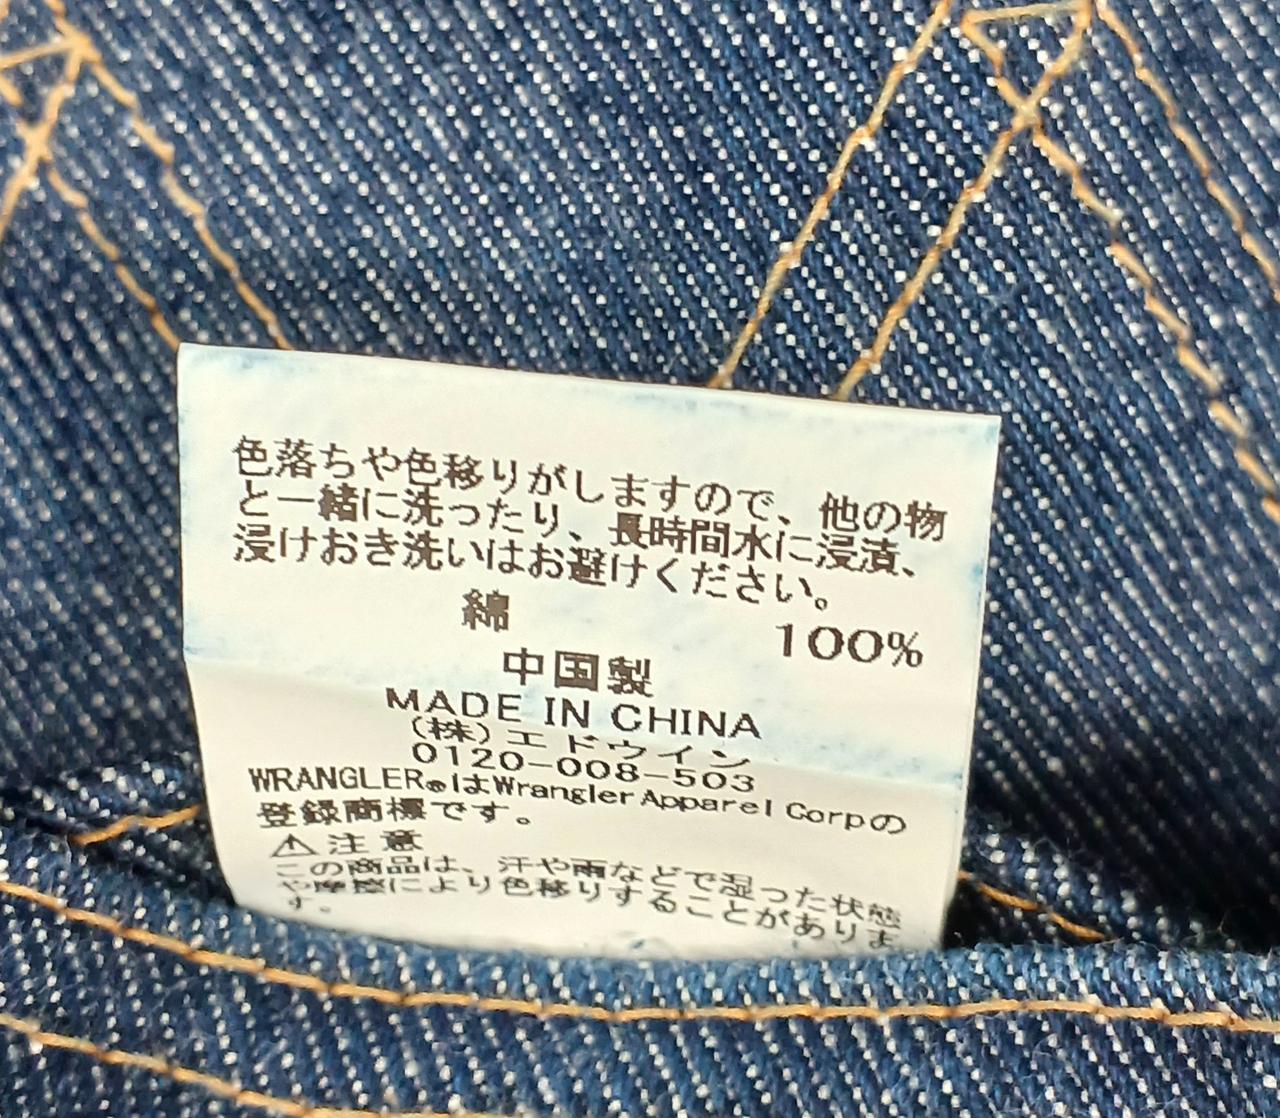 色落ちや色移りがしますので、他の物
と一緒に洗ったり、長時間水に浸漬、
浸けおき洗いはお避けください。
綿 100%
中国製
MADE IN CHINA
(株)エドウイン
0120-008-503
WRANGLER®はWrangler Apparel Corpの
登録商標です。
⚠注意
この商品は、汗や雨などで湿った状態
や摩擦により色移りすることがありま
す。